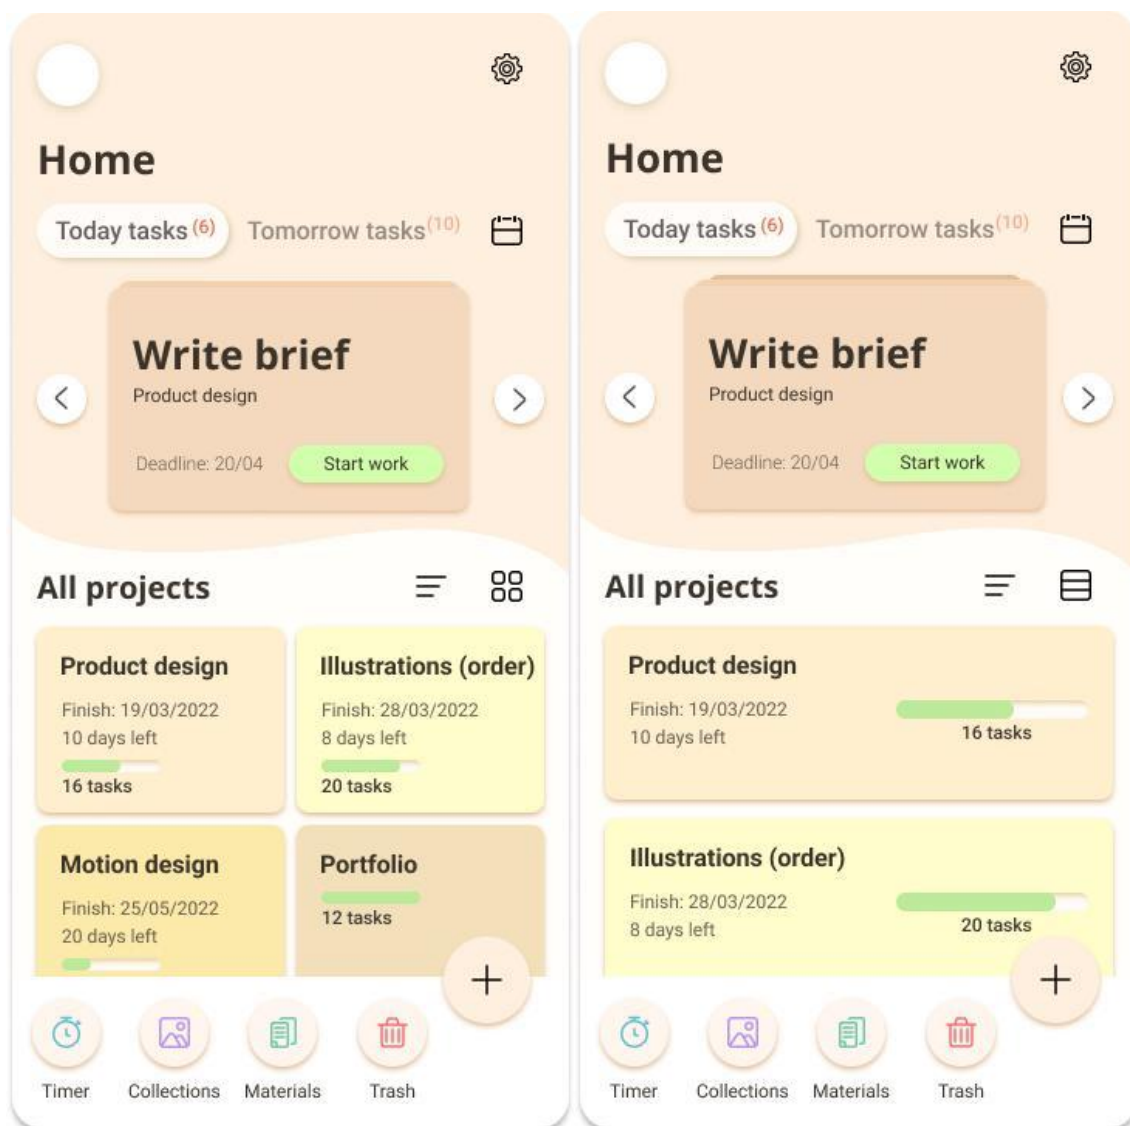 Home
Today tasks (6) Tomorrow tasks (10)
Write brief
Product design
Deadline: 20/04 Start work
All projects
Product design
Finish: 19/03/2022
10 days left
16 tasks
Illustrations (order)
Finish: 28/03/2022
8 days left
20 tasks
Motion design
Finish: 25/05/2022
20 days left
Portfolio
12 tasks
Timer Collections Materials Trash
Home
Today tasks (6) Tomorrow tasks (10)
Write brief
Product design
Deadline: 20/04 Start work
All projects
Product design
Finish: 19/03/2022
10 days left
16 tasks
Illustrations (order)
Finish: 28/03/2022
8 days left
20 tasks
Timer Collections Materials Trash